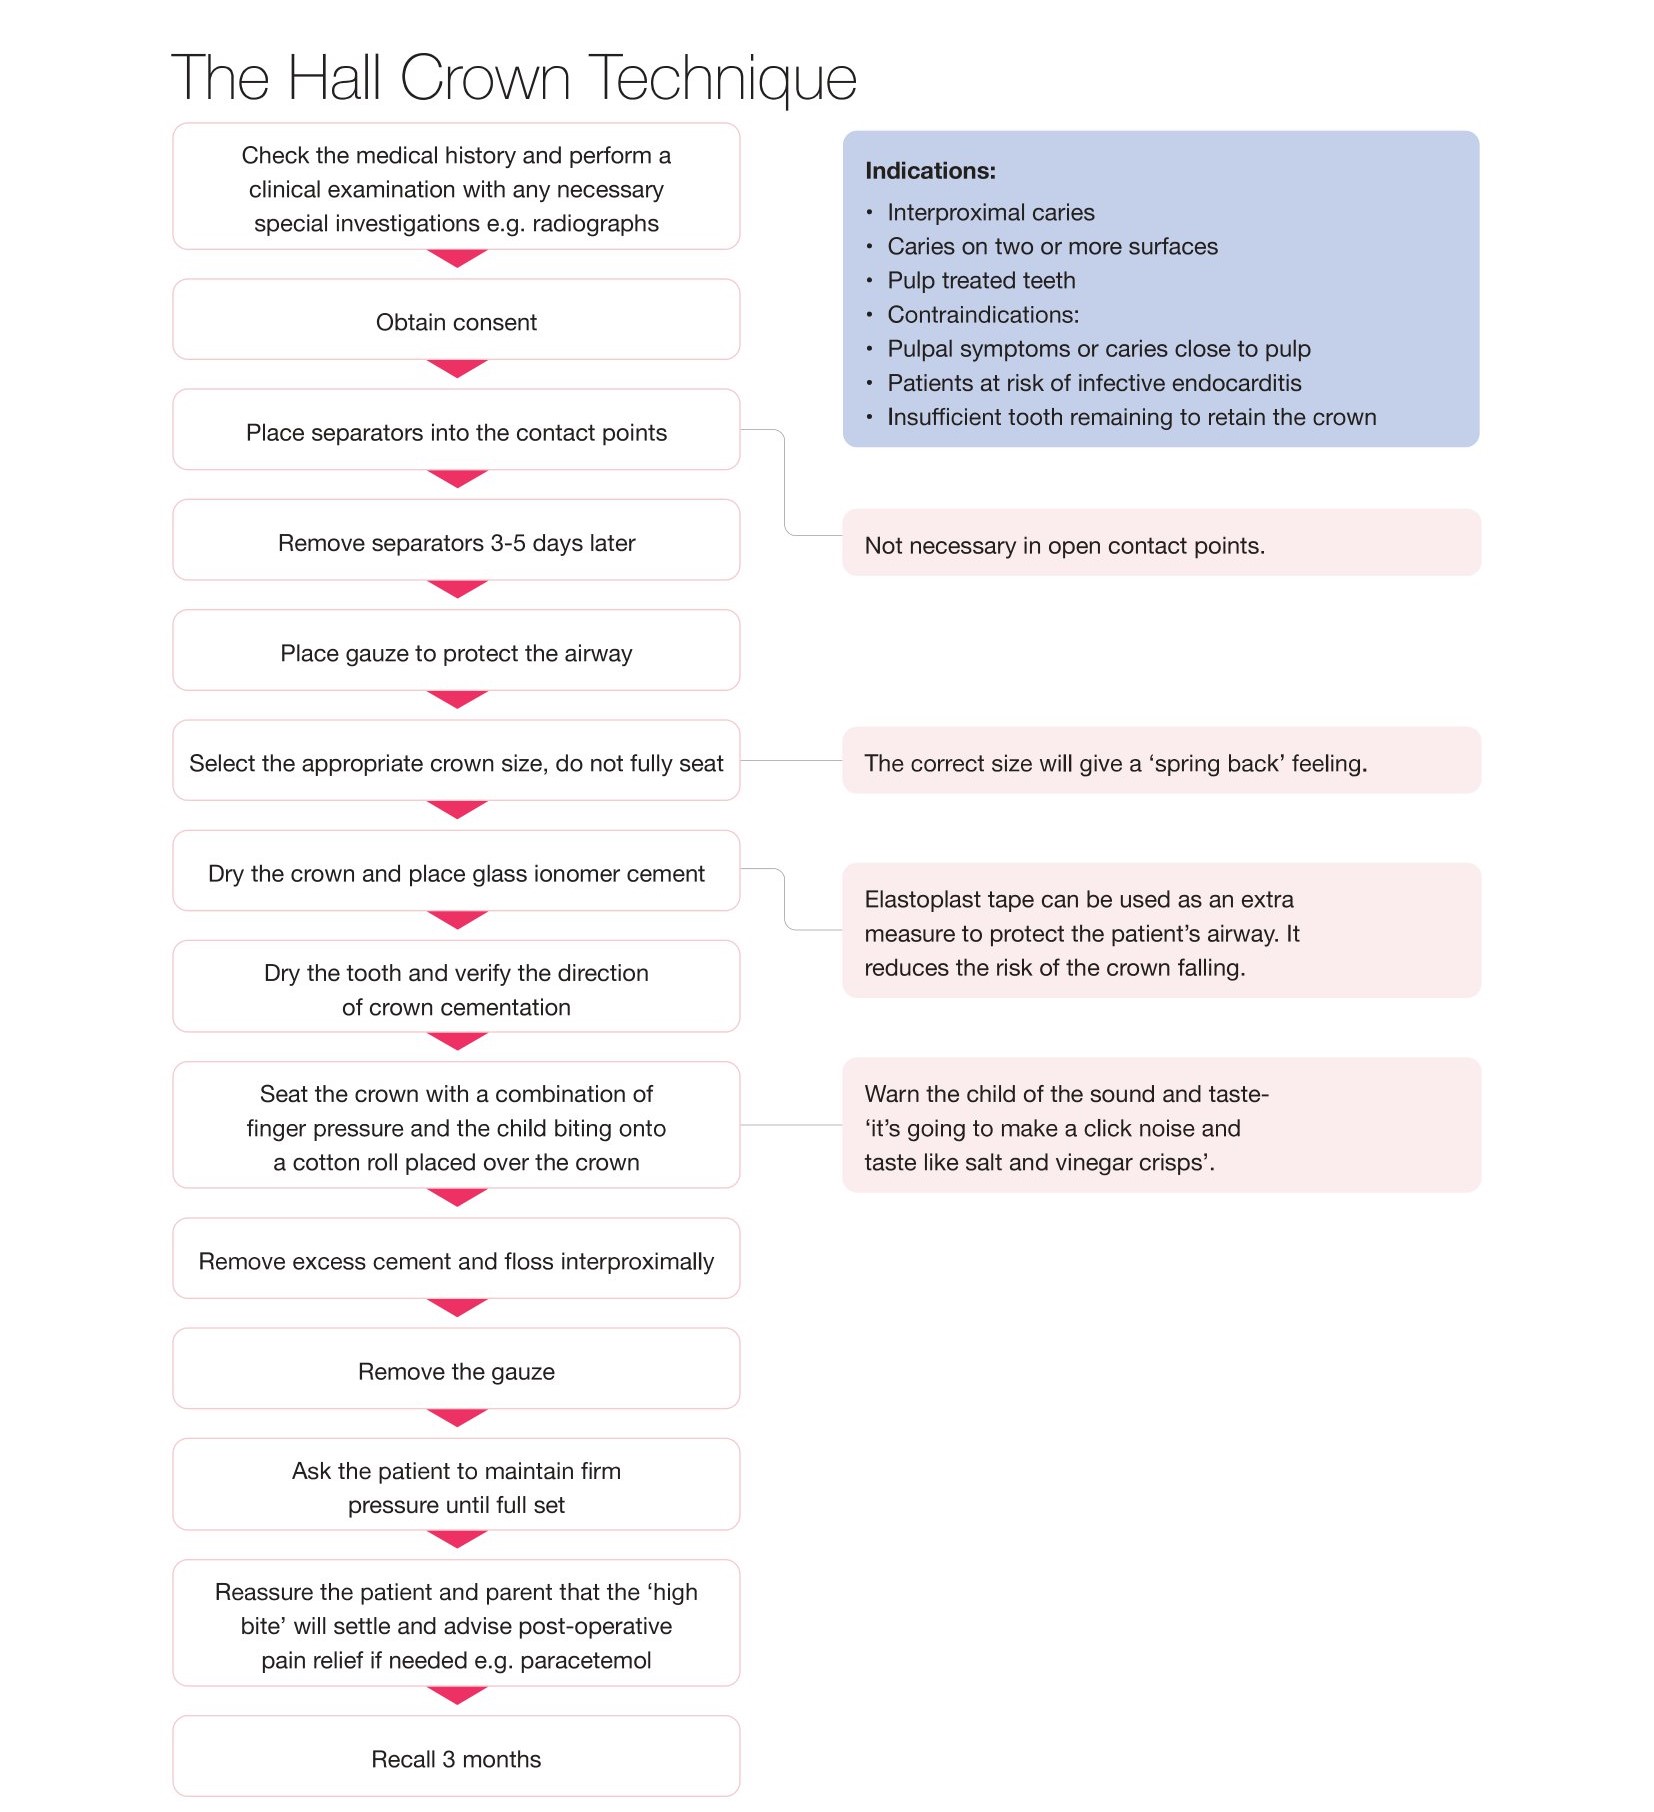 The Hall Crown Technique
Check the medical history and perform a
clinical examination with any necessary
special investigations e.g. radiographs
Obtain consent
Place separators into the contact points
Remove separators 3-5 days later
Place gauze to protect the airway
Select the appropriate crown size, do not fully seat
Dry the crown and place glass ionomer cement
Dry the tooth and verify the direction
of crown cementation
Seat the crown with a combination of
finger pressure and the child biting onto
a cotton roll placed over the crown
Remove excess cement and floss interproximally
Remove the gauze
Ask the patient to maintain firm
pressure until full set
Reassure the patient and parent that the ‘high
bite’ will settle and advise post-operative
pain relief if needed e.g. paracetemol
Recall 3 months
Indications:
• Interproximal caries
• Caries on two or more surfaces
• Pulp treated teeth
• Contraindications:
• Pulpal symptoms or caries close to pulp
• Patients at risk of infective endocarditis
• Insufficient tooth remaining to retain the crown
Not necessary in open contact points.
The correct size will give a ‘spring back’ feeling.
Elastoplast tape can be used as an extra
measure to protect the patient’s airway. It
reduces the risk of the crown falling.
Warn the child of the sound and taste-
‘it’s going to make a click noise and
taste like salt and vinegar crisps’.